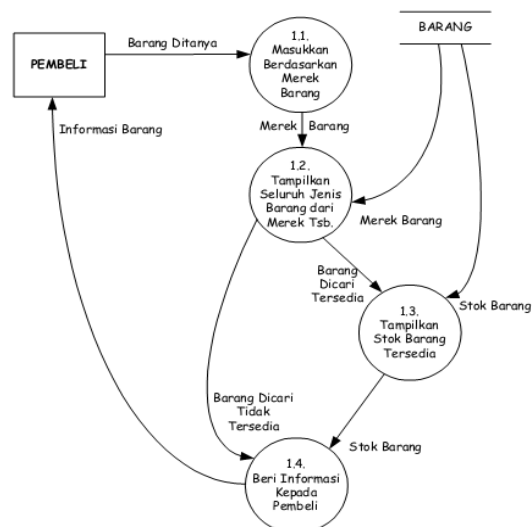 BARANG
PEMBELI
Barang Ditanya
1.1.
Masukkan
Berdasarkan
Merek
Barang
Informasi Barang
Merek Barang
1.2.
Tampilkan
Seluruh Jenis
Barang dari
Merek Tsb.
Merek Barang
Barang
Dicari
Tersedia
1.3.
Tampilkan
Stok Barang
Tersedia
Stok Barang
Barang Dicari
Tidak
Tersedia
Stok Barang
1.4.
Beri Informasi
Kepada
Pembeli